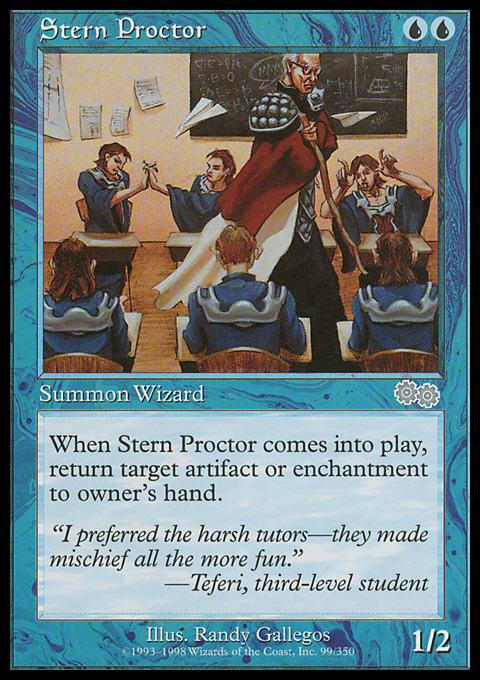 Stern Proctor
Summon Wizard
When Stern Proctor comes into play,
return target artifact or enchantment
to owner's hand.
“I preferred the harsh tutors—they made
mischief all the more fun.”
—Teferi, third-level student
Illus. Randy Gallegos
©1993–1998 Wizards of the Coast, Inc. 99/350
1/2